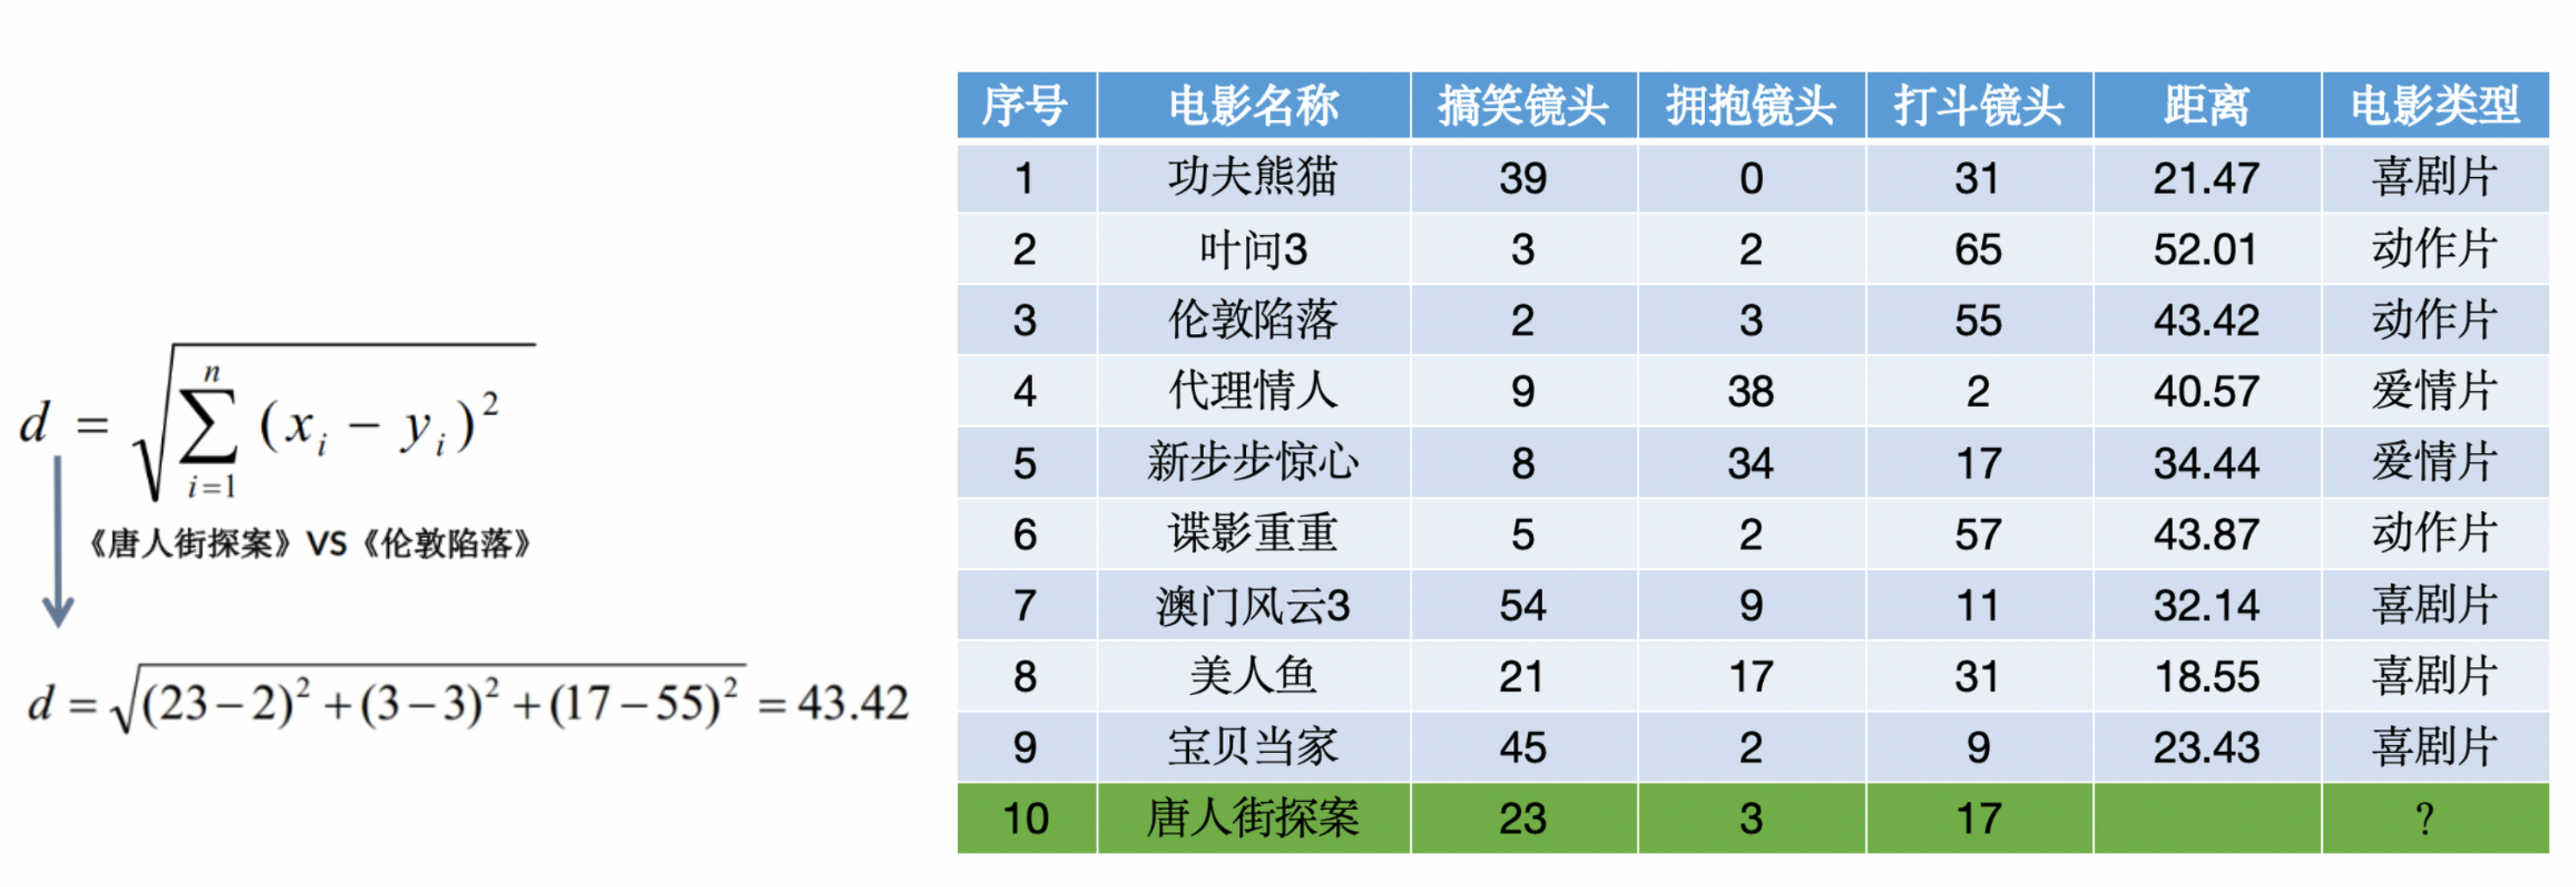 d = √∑ⁿᵢ₌₁ (xᵢ − yᵢ)²
《唐人街探案》VS《伦敦陷落》
d = √(23−2)² + (3−3)² + (17−55)² = 43.42
序号 电影名称 搞笑镜头 拥抱镜头 打斗镜头 距离 电影类型
1 功夫熊猫 39 0 31 21.47 喜剧片
2 叶问3 3 2 65 52.01 动作片
3 伦敦陷落 2 3 55 43.42 动作片
4 代理情人 9 38 2 40.57 爱情片
5 新步步惊心 8 34 17 34.44 爱情片
6 谍影重重 5 2 57 43.87 动作片
7 澳门风云3 54 9 11 32.14 喜剧片
8 美人鱼 21 17 31 18.55 喜剧片
9 宝贝当家 45 2 9 23.43 喜剧片
10 唐人街探案 23 3 17 ?